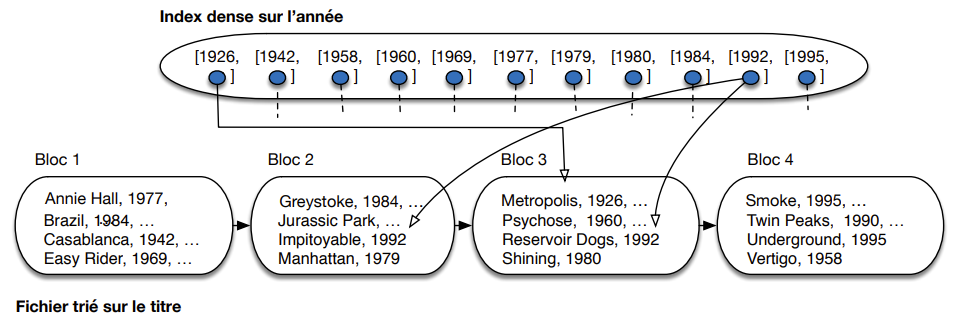 Index dense sur l'année
[1926, ] [1942, ] [1958, ] [1960, ] [1969, ] [1977, ] [1979, ] [1980, ] [1984, ] [1992, ] [1995, ]
Bloc 1
Annie Hall, 1977,
Brazil, 1984, ...
Casablanca, 1942, ...
Easy Rider, 1969, ...
Bloc 2
Greystoke, 1984, ...
Jurassic Park, ...
Impitoyable, 1992
Manhattan, 1979
Bloc 3
Metropolis, 1926, ...
Psychose, 1960, ...
Reservoir Dogs, 1992
Shining, 1980
Bloc 4
Smoke, 1995, ...
Twin Peaks, 1990, ...
Underground, 1995
Vertigo, 1958
Fichier trié sur le titre